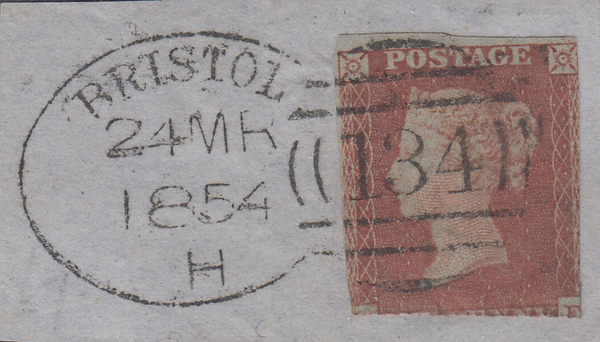 BRISTOL
24MR
1854
H
POSTAGE
134